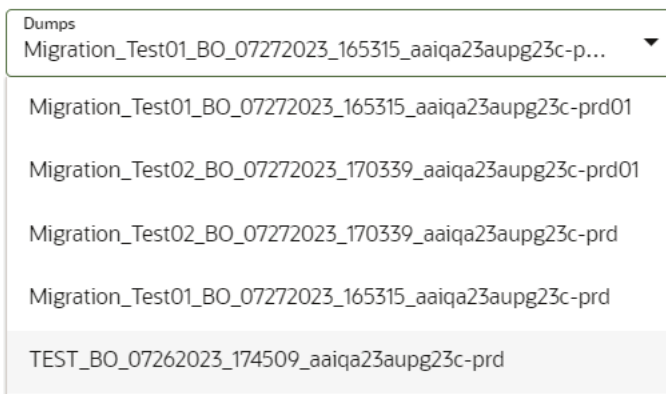 Dumps
Migration_Test01_BO_07272023_165315_aaiqa23aupg23c-p...
Migration_Test01_BO_07272023_165315_aaiqa23aupg23c-prd01
Migration_Test02_BO_07272023_170339_aaiqa23aupg23c-prd01
Migration_Test02_BO_07272023_170339_aaiqa23aupg23c-prd
Migration_Test01_BO_07272023_165315_aaiqa23aupg23c-prd
TEST_BO_07262023_174509_aaiqa23aupg23c-prd